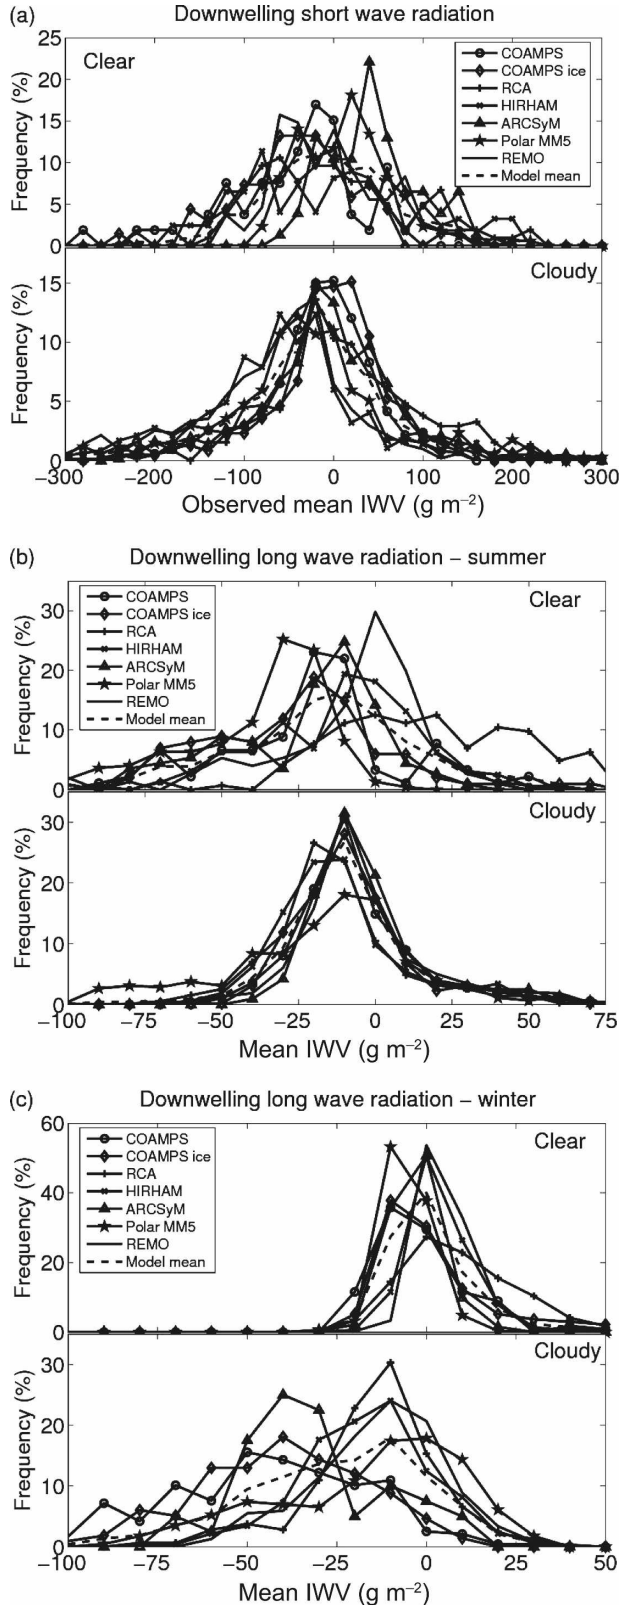 (a) Downwelling short wave radiation
25
20
15
10
5
0
Frequency (%)
Clear
COAMPS
COAMPS ice
RCA
HIRHAM
ARCSyM
Polar MM5
REMO
Model mean
15
10
5
0
Frequency (%)
Cloudy
−300 −200 −100 0 100 200 300
Observed mean IWV (g m−2)
(b) Downwelling long wave radiation – summer
30
20
10
0
Frequency (%)
COAMPS
COAMPS ice
RCA
HIRHAM
ARCSyM
Polar MM5
REMO
Model mean
Clear
30
20
10
0
Frequency (%)
Cloudy
−100 −75 −50 −25 0 25 50 75
Mean IWV (g m−2)
(c) Downwelling long wave radiation – winter
60
40
20
0
Frequency (%)
COAMPS
COAMPS ice
RCA
HIRHAM
ARCSyM
Polar MM5
REMO
Model mean
Clear
30
20
10
0
Frequency (%)
Cloudy
−100 −75 −50 −25 0 25 50
Mean IWV (g m−2)